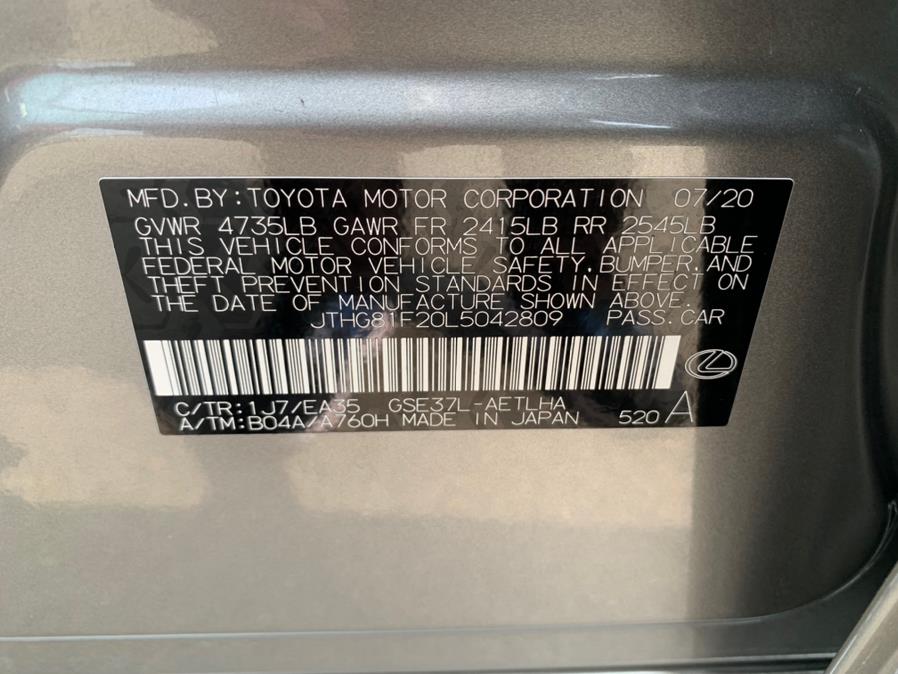 MFD.BY:TOYOTA MOTOR CORPORATION 07/20
GVWR 4735LB GAWR FR 2415LB RR 2545LB
THIS VEHICLE CONFORMS TO ALL APPLICABLE
FEDERAL MOTOR VEHICLE SAFETY,BUMPER,AND
THEFT PREVENTION STANDARDS IN EFFECT ON
THE DATE OF MANUFACTURE SHOWN ABOVE.
JTHG81F20L5042809 PASS.CAR
C/TR:1J7/EA35 GSE37L-AETLHA
A/TM:B04A/A760H MADE IN JAPAN 520 A